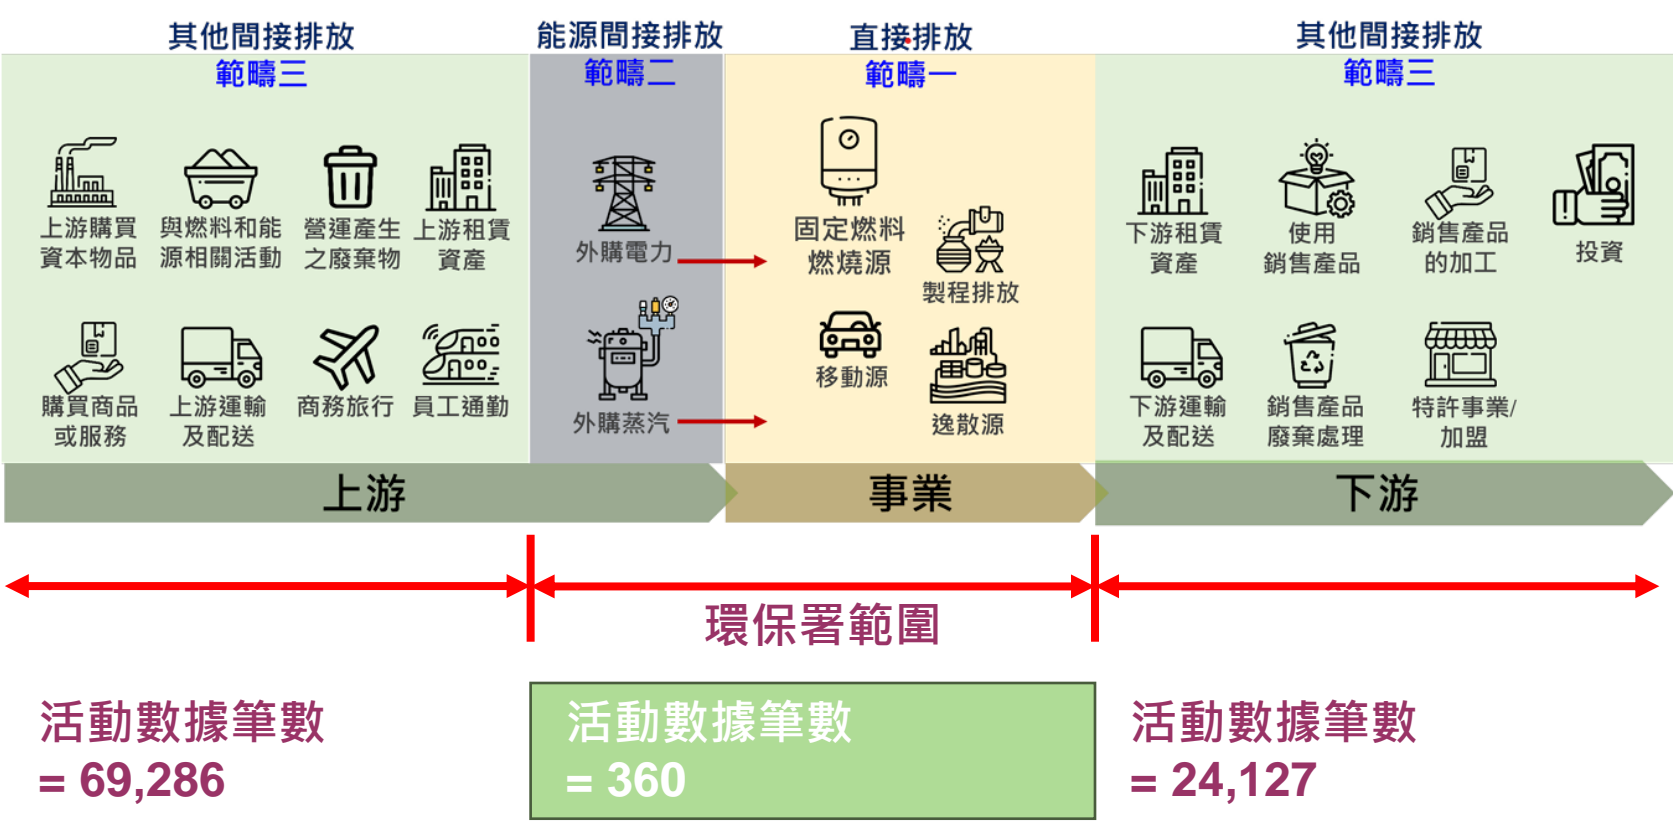 其他間接排放
能源間接排放
直接排放
其他間接排放
範疇三
範疇二
範疇一
範疇三
上游購買
資本物品
與燃料和能
源相關活動
營運產生
之廢棄物
上游租賃
資產
購買商品
或服務
上游運輸
及配送
商務旅行
員工通勤
外購電力
外購蒸汽
固定燃料
燃燒源
製程排放
移動源
逸散源
下游租賃
資產
使用
銷售產品
銷售產品
的加工
投資
下游運輸
及配送
銷售產品
廢棄處理
特許事業/
加盟
上游
事業
下游
環保署範圍
活動數據筆數
= 69,286
活動數據筆數
= 360
活動數據筆數
= 24,127